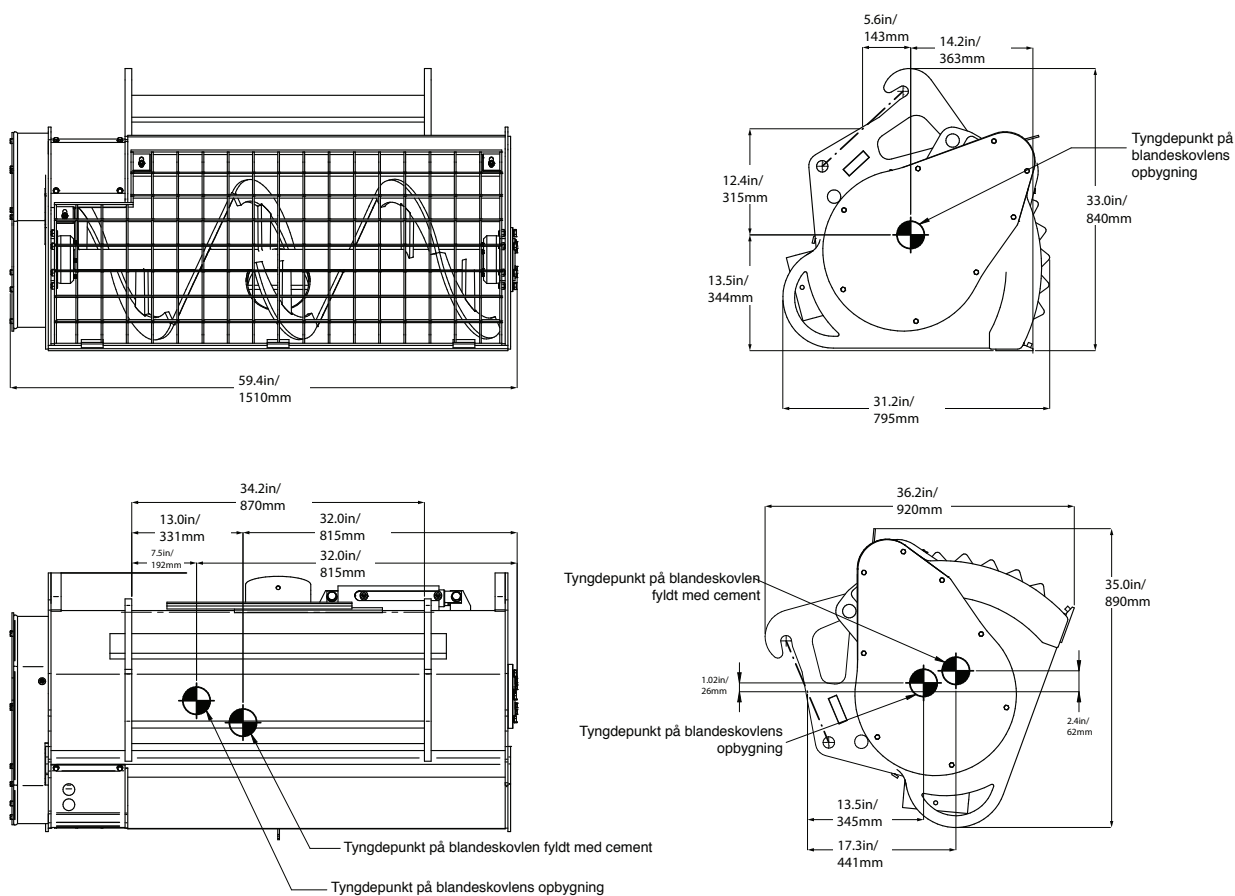 5.6in/
143mm
14.2in/
363mm
Tyngdepunkt på
blandeskovlens
opbygning
12.4in/
315mm
33.0in/
840mm
13.5in/
344mm
59.4in/
1510mm
31.2in/
795mm
34.2in/
870mm
13.0in/
331mm
32.0in/
815mm
7.5in/
192mm
32.0in/
815mm
36.2in/
920mm
Tyngdepunkt på blandeskovlen
fyldt med cement
35.0in/
890mm
1.02in/
26mm
2.4in/
62mm
Tyngdepunkt på blandeskovlens
opbygning
13.5in/
345mm
17.3in/
441mm
Tyngdepunkt på blandeskovlen fyldt med cement
Tyngdepunkt på blandeskovlens opbygning